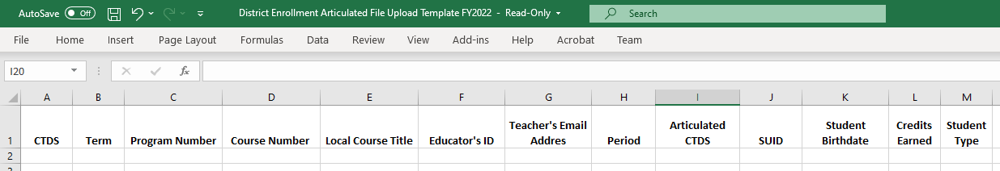 AutoSave Off District Enrollment Articulated File Upload Template FY2022 - Read-Only Search
File Home Insert Page Layout Formulas Data Review View Add-ins Help Acrobat Team
I20 fx
A B C D E F G H I J K L M
1 CTDS Term Program Number Course Number Local Course Title Educator's ID Teacher's Email Addres Period Articulated CTDS SUID Student Birthdate Credits Earned Student Type
2